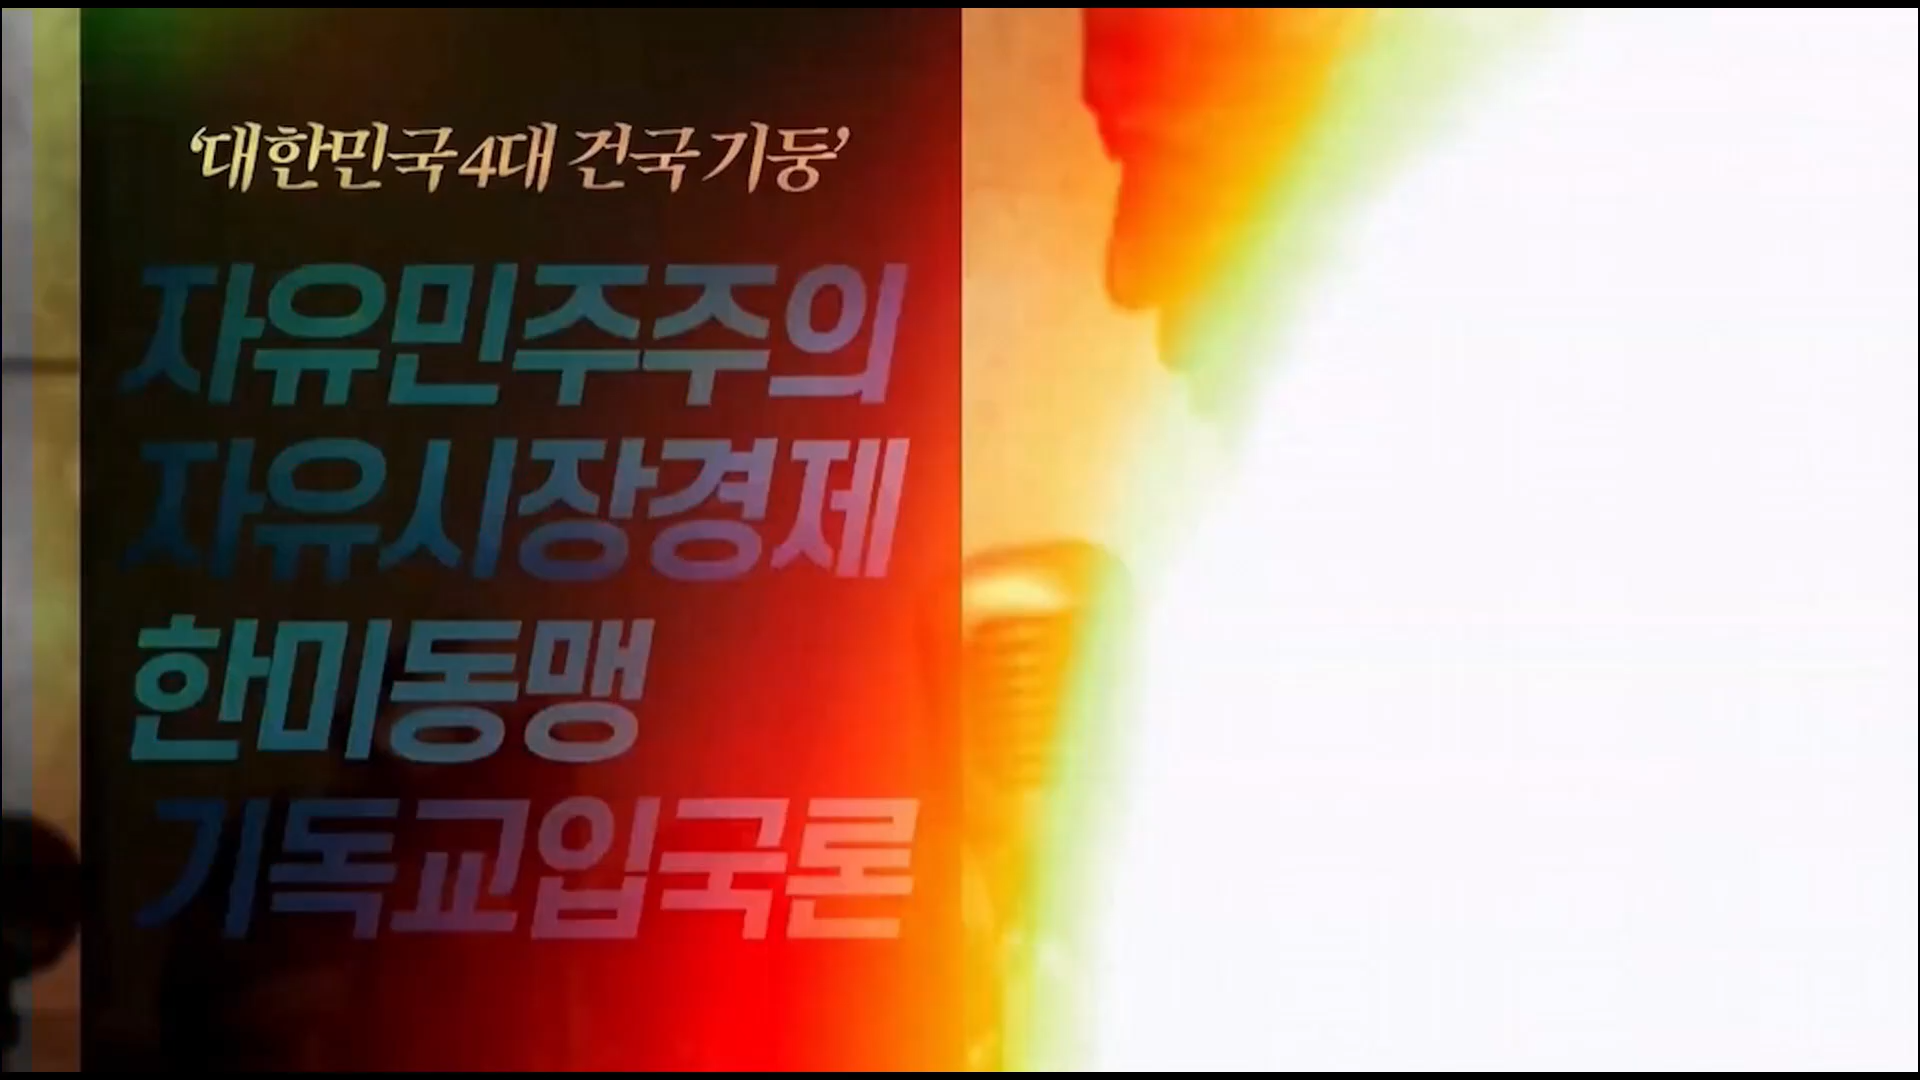 ‘대한민국 4대 건국 기둥’
자유민주주의
자유시장경제
한미동맹
기독교입국론